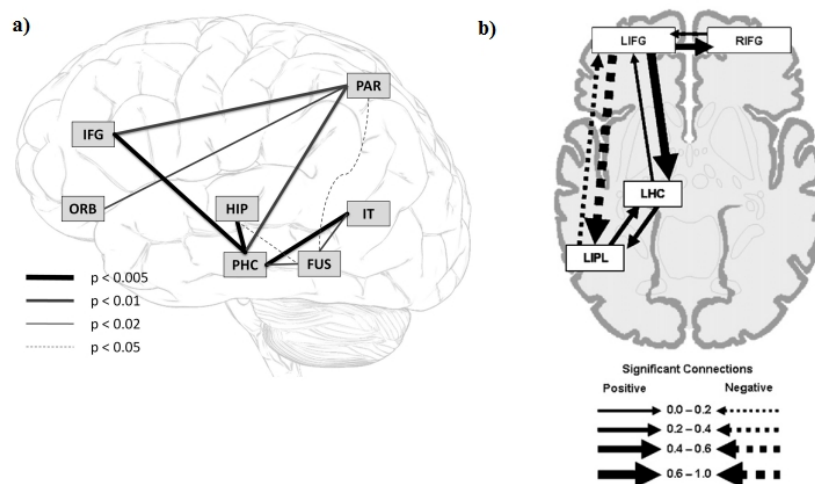 a)
PAR
IFG
ORB
HIP
IT
PHC
FUS
p < 0.005
p < 0.01
p < 0.02
p < 0.05
b)
LIFG
RIFG
LHC
LIPL
Significant Connections
Positive Negative
0.0 – 0.2
0.2 – 0.4
0.4 – 0.6
0.6 – 1.0